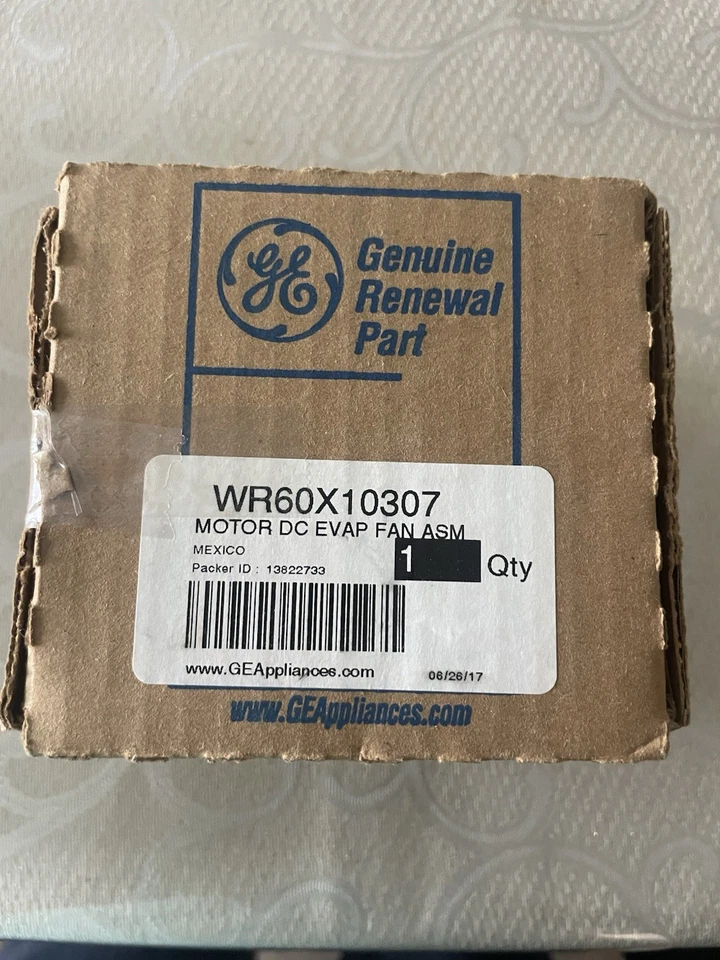 GE
Genuine
Renewal
Part
WR60X10307
MOTOR DC EVAP FAN ASM
MEXICO
1 Qty
Packer ID : 13822733
www.GEAppliances.com
06/26/17
www.GEAppliances.com